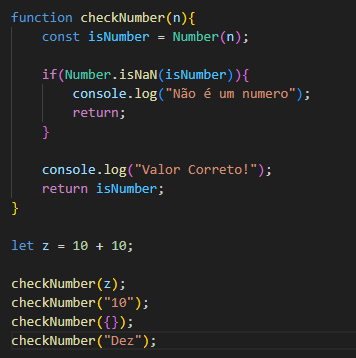 function checkNumber(n){
    const isNumber = Number(n);

    if(Number.isNaN(isNumber)){
        console.log("Não é um numero");
        return;
    }

    console.log("Valor Correto!");
    return isNumber;
}

let z = 10 + 10;

checkNumber(z);
checkNumber("10");
checkNumber({});
checkNumber("Dez");